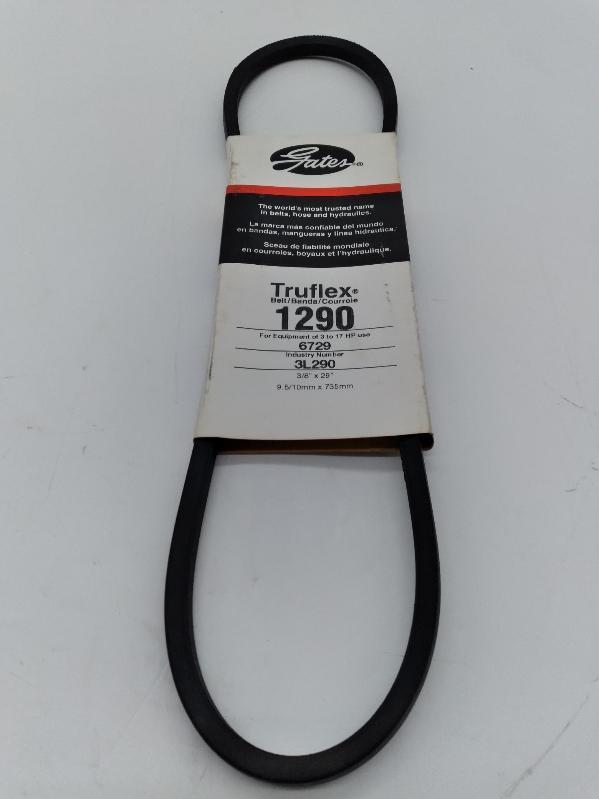 Gates®
The world's most trusted name
in belts, hose and hydraulics.
La marca más confiable del mundo
en bandas, mangueras y línea hidráulica.
Sceau de fiabilité mondiale
en courroies, boyaux et l'hydraulique.
Truflex®
Belt/Banda/Courroie
1290
For Equipment of 3 to 17 HP use
6729
Industry Number
3L290
3/8" x 29"
9.5/10mm x 735mm